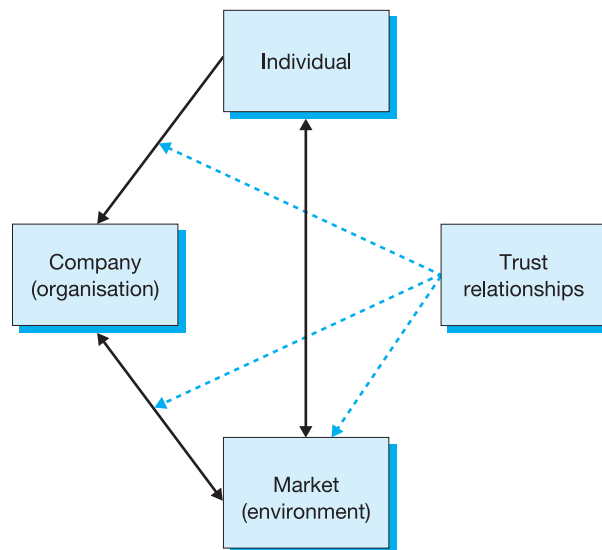 Individual
Company
(organisation)
Trust
relationships
Market
(environment)